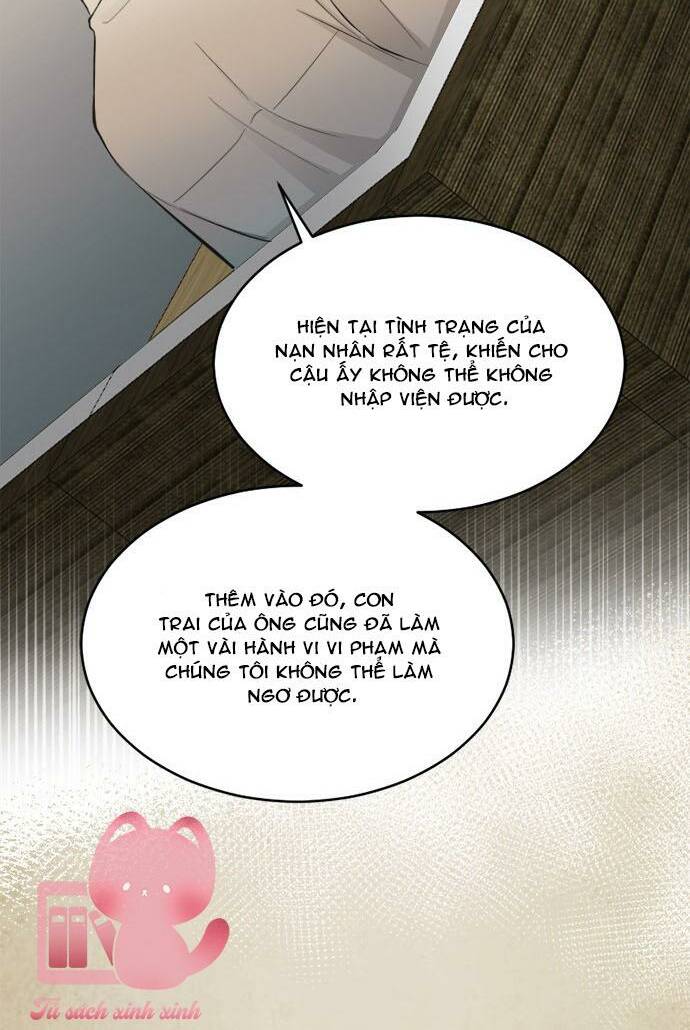 HIỆN TẠI TÌNH TRẠNG CỦA
NẠN NHÂN RẤT TỆ, KHIẾN CHO
CẬU ẤY KHÔNG THỂ KHÔNG
NHẬP VIỆN ĐƯỢC.
THÊM VÀO ĐÓ, CON
TRAI CỦA ÔNG CŨNG ĐÃ LÀM
MỘT VÀI HÀNH VI VI PHẠM MÀ
CHÚNG TÔI KHÔNG THỂ LÀM
NGƠ ĐƯỢC.
Tủ sách xinh xinh